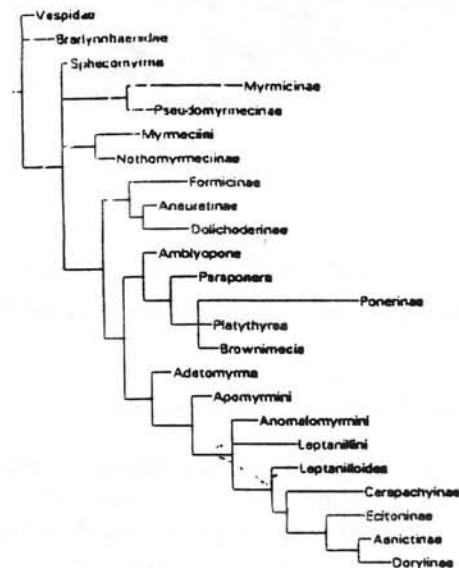 Vespidae
Bradynobaenidae
Sphecomyrma
Myrmicinae
Pseudomyrmecinae
Myrmeciini
Nothomyrmeciinae
Formicinae
Aneuretinae
Dolichoderinae
Amblyopone
Paraponera
Ponerinae
Platythyrea
Brownimecia
Adetomyrma
Apomyrmini
Anomalomyrmini
Leptanillini
Leptanilloides
Cerapachyinae
Ecitoninae
Aenictinae
Dorylinae